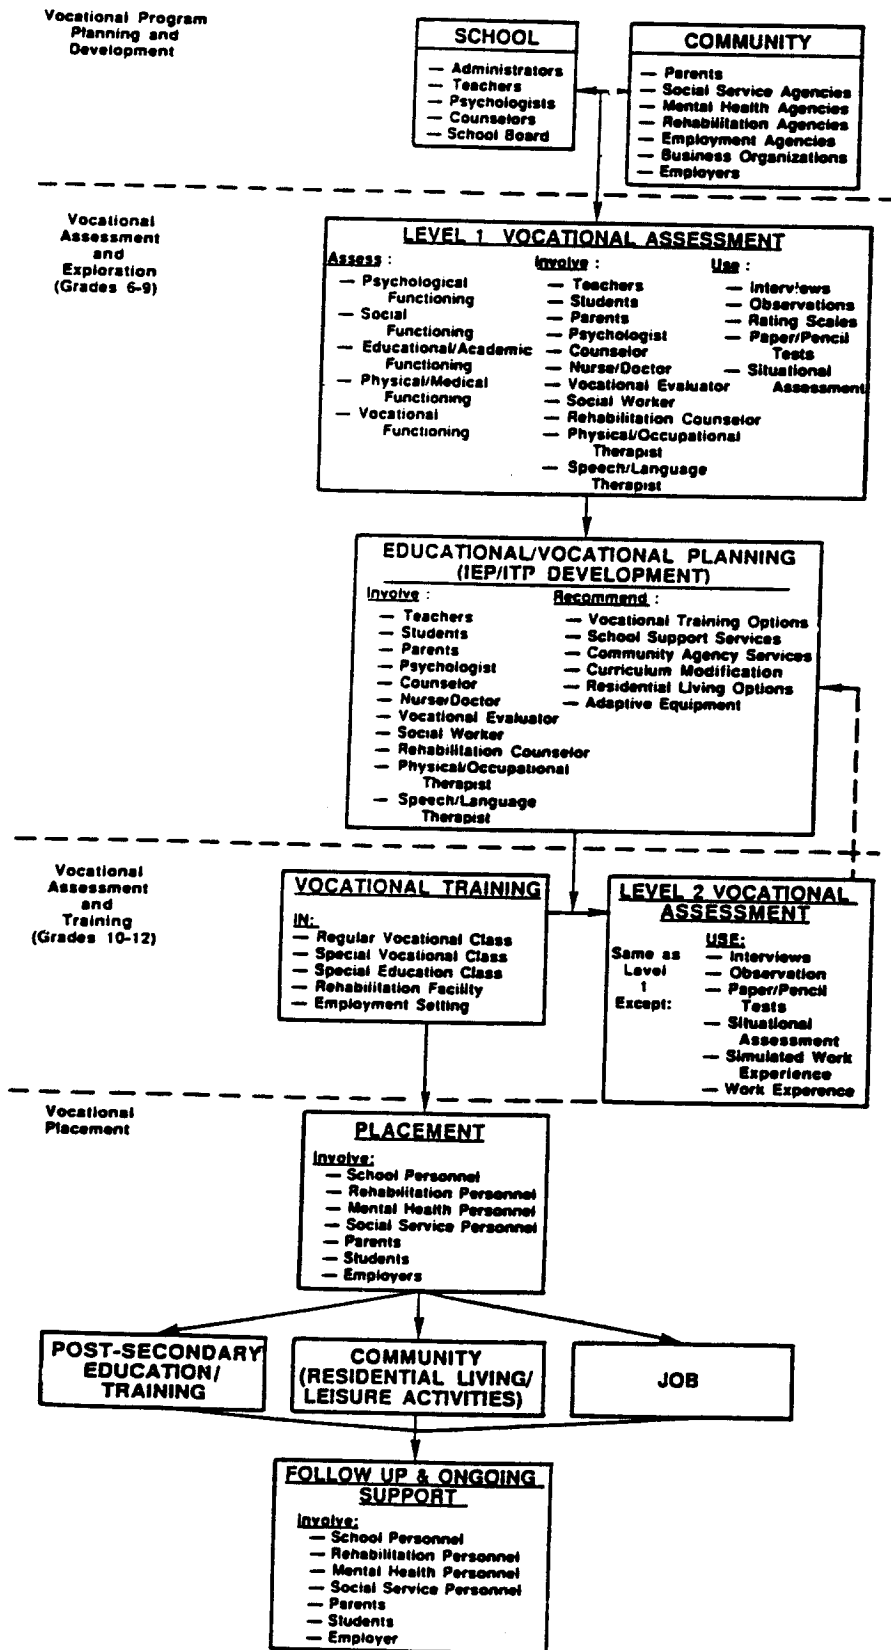 Vocational Program
Planning and
Development
SCHOOL
— Administrators
— Teachers
— Psychologists
— Counselors
— School Board
COMMUNITY
— Parents
— Social Service Agencies
— Mental Health Agencies
— Rehabilitation Agencies
— Employment Agencies
— Business Organizations
— Employers
Vocational
Assessment
and
Exploration
(Grades 6-9)
LEVEL 1 VOCATIONAL ASSESSMENT
Assess :
— Psychological
Functioning
— Social
Functioning
— Educational/Academic
Functioning
— Physical/Medical
Functioning
— Vocational
Functioning
Involve :
— Teachers
— Students
— Parents
— Psychologist
— Counselor
— Nurse/Doctor
— Vocational Evaluator
— Social Worker
— Rehabilitation Counselor
— Physical/Occupational
Therapist
— Speech/Language
Therapist
Use :
— Interviews
— Observations
— Rating Scales
— Paper/Pencil
Tests
— Situational
Assessment
EDUCATIONAL/VOCATIONAL PLANNING
(IEP/ITP DEVELOPMENT)
Involve :
— Teachers
— Students
— Parents
— Psychologist
— Counselor
— Nurse/Doctor
— Vocational Evaluator
— Social Worker
— Rehabilitation Counselor
— Physical/Occupational
Therapist
— Speech/Language
Therapist
Recommend :
— Vocational Training Options
— School Support Services
— Community Agency Services
— Curriculum Modification
— Residential Living Options
— Adaptive Equipment
Vocational
Assessment
and
Training
(Grades 10-12)
VOCATIONAL TRAINING
IN:
— Regular Vocational Class
— Special Vocational Class
— Special Education Class
— Rehabilitation Facility
— Employment Setting
LEVEL 2 VOCATIONAL
ASSESSMENT
Same as
Level
1
Except:
USE:
— Interviews
— Observation
— Paper/Pencil
Tests
— Situational
Assessment
— Simulated Work
Experience
— Work Experence
Vocational
Placement
PLACEMENT
Involve:
— School Personnel
— Rehabilitation Personnel
— Mental Health Personnel
— Social Service Personnel
— Parents
— Students
— Employers
POST-SECONDARY
EDUCATION/
TRAINING
COMMUNITY
(RESIDENTIAL LIVING/
LEISURE ACTIVITIES)
JOB
FOLLOW UP & ONGOING
SUPPORT
Involve:
— School Personnel
— Rehabilitation Personnel
— Mental Health Personnel
— Social Service Personnel
— Parents
— Students
— Employer